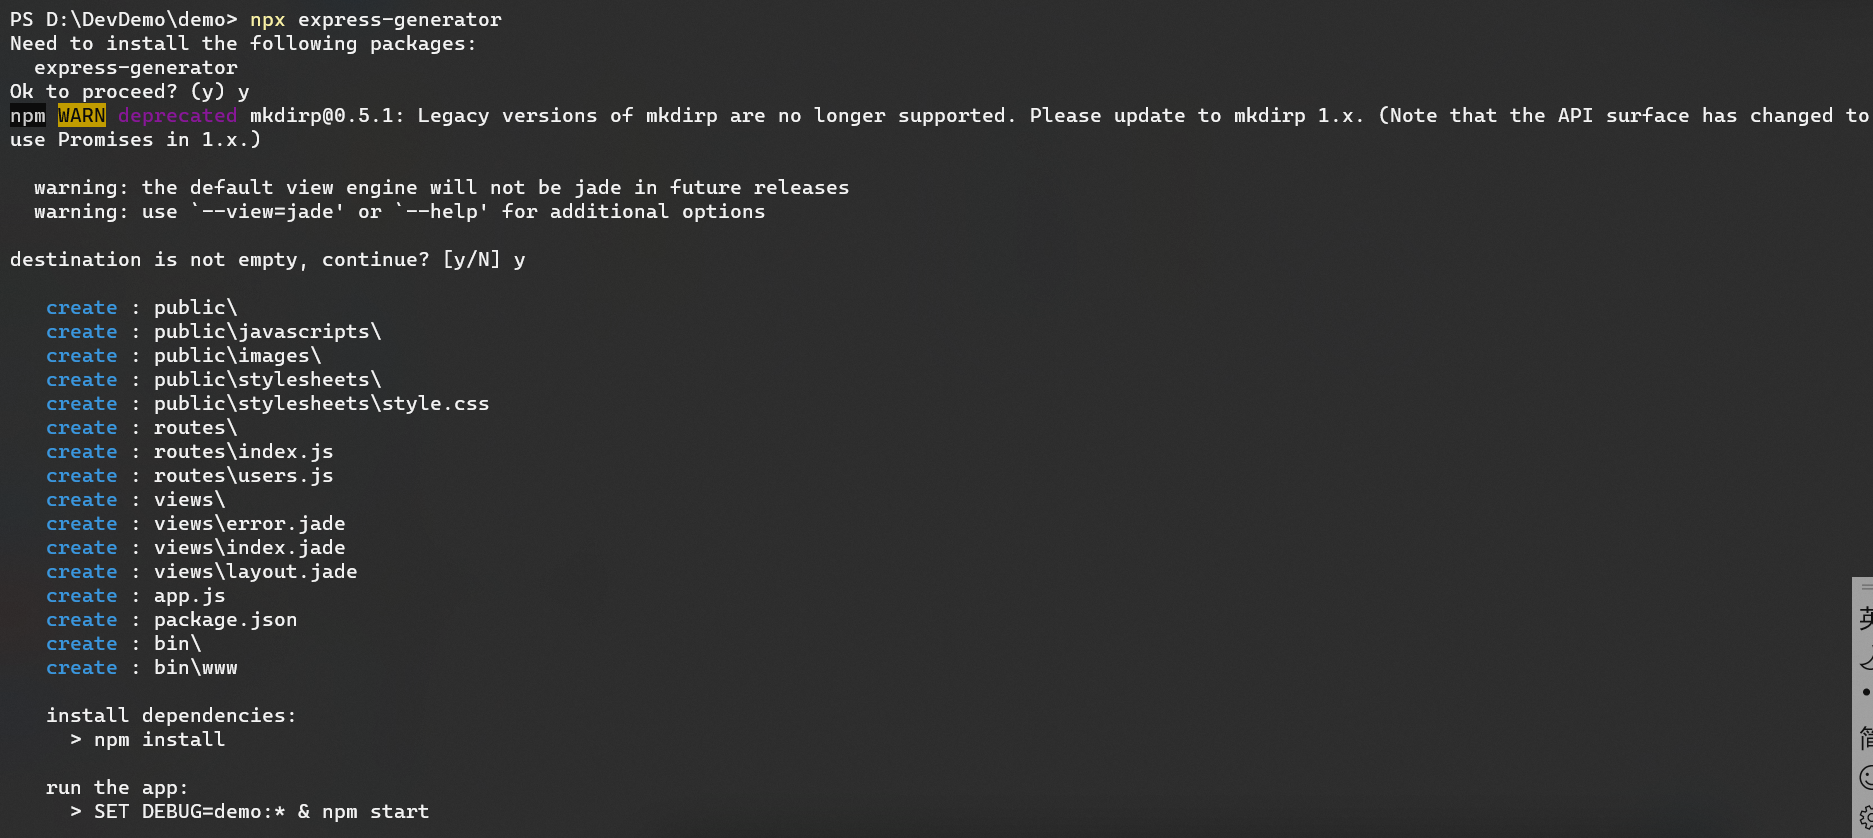 PS D:\DevDemo\demo> npx express-generator
Need to install the following packages:
  express-generator
Ok to proceed? (y) y
npm WARN deprecated mkdirp@0.5.1: Legacy versions of mkdirp are no longer supported. Please update to mkdirp 1.x. (Note that the API surface has changed to
use Promises in 1.x.)
  warning: the default view engine will not be jade in future releases
  warning: use `--view=jade' or `--help' for additional options
destination is not empty, continue? [y/N] y
   create : public\
   create : public\javascripts\
   create : public\images\
   create : public\stylesheets\
   create : public\stylesheets\style.css
   create : routes\
   create : routes\index.js
   create : routes\users.js
   create : views\
   create : views\error.jade
   create : views\index.jade
   create : views\layout.jade
   create : app.js
   create : package.json
   create : bin\
   create : bin\www
   install dependencies:
     > npm install
   run the app:
     > SET DEBUG=demo:* & npm start
英
简